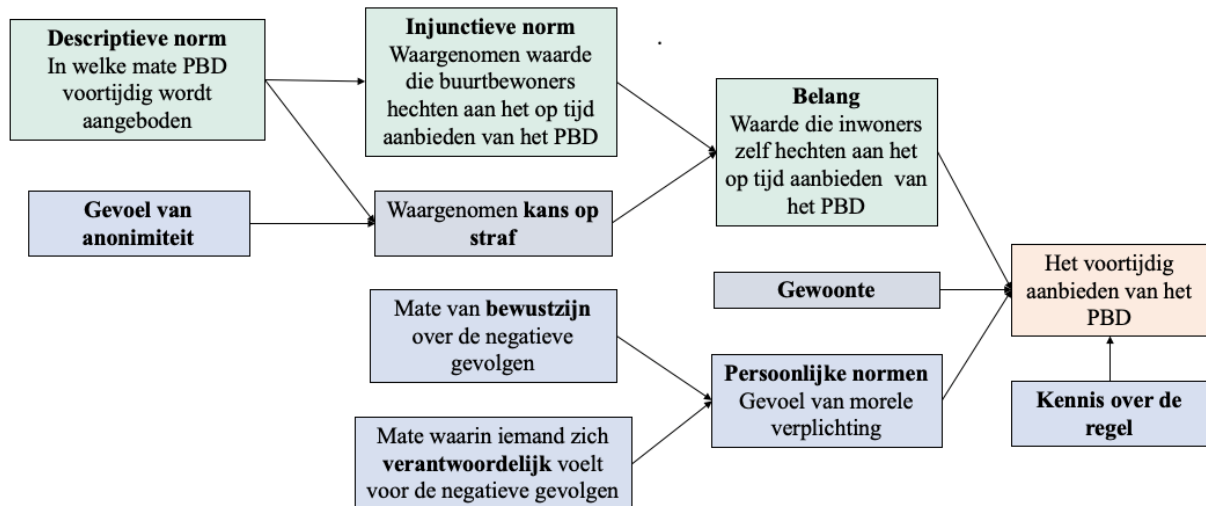 Descriptieve norm
In welke mate PBD
voortijdig wordt
aangeboden
Injunctieve norm
Waargenomen waarde
die buurtbewoners
hechten aan het op tijd
aanbieden van het PBD
Belang
Waarde die inwoners
zelf hechten aan het
op tijd aanbieden van
het PBD
Gevoel van
anonimiteit
Waargenomen kans op
straf
Gewoonte
Het voortijdig
aanbieden van het
PBD
Mate van bewustzijn
over de negatieve
gevolgen
Persoonlijke normen
Gevoel van morele
verplichting
Kennis over de
regel
Mate waarin iemand zich
verantwoordelijk voelt
voor de negatieve gevolgen